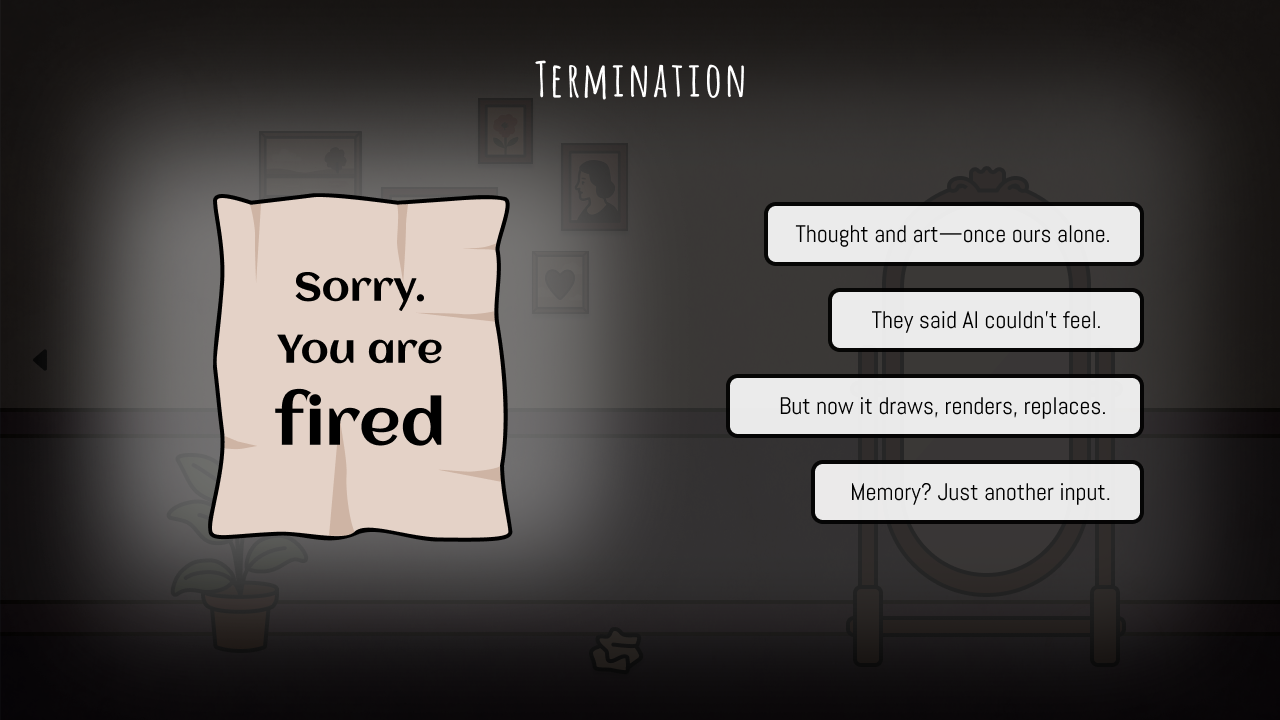 Termination
Sorry.
You are
fired
Thought and art—once ours alone.
They said AI couldn't feel.
But now it draws, renders, replaces.
Memory? Just another input.